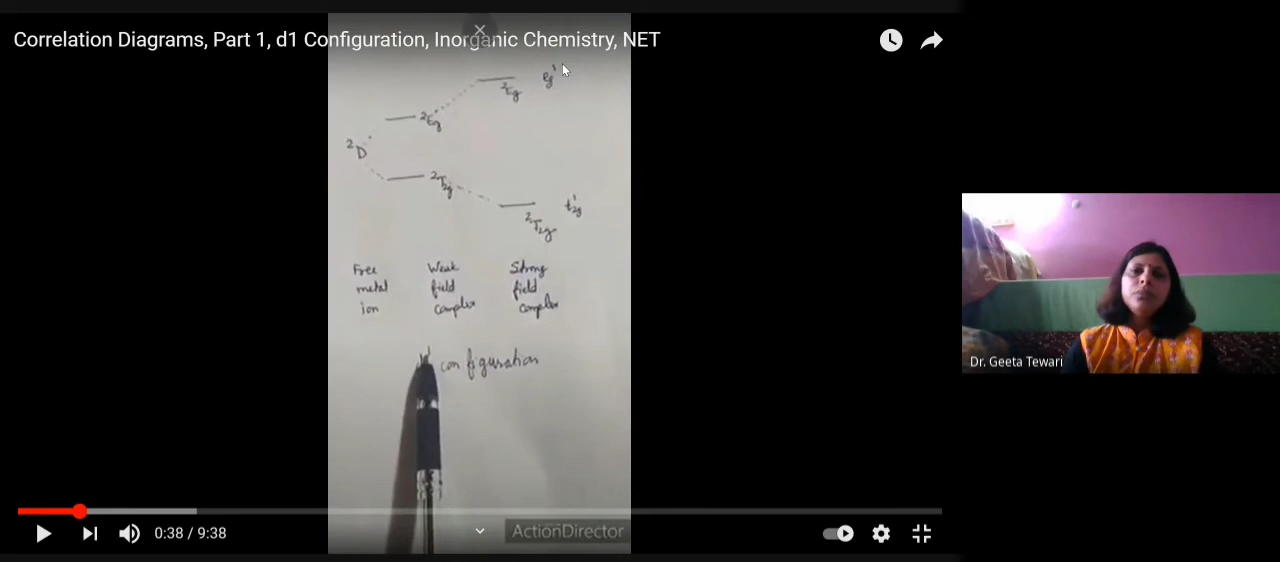 Correlation Diagrams, Part 1, d1 Configuration, Inorganic Chemistry, NET
²Eg eg¹
²Eg
²D
²T₂g
t₂g¹
²T₂g
Free metal ion
Weak field complex
Strong field complex
configuration
Dr. Geeta Tewari
0:38 / 9:38
ActionDirector